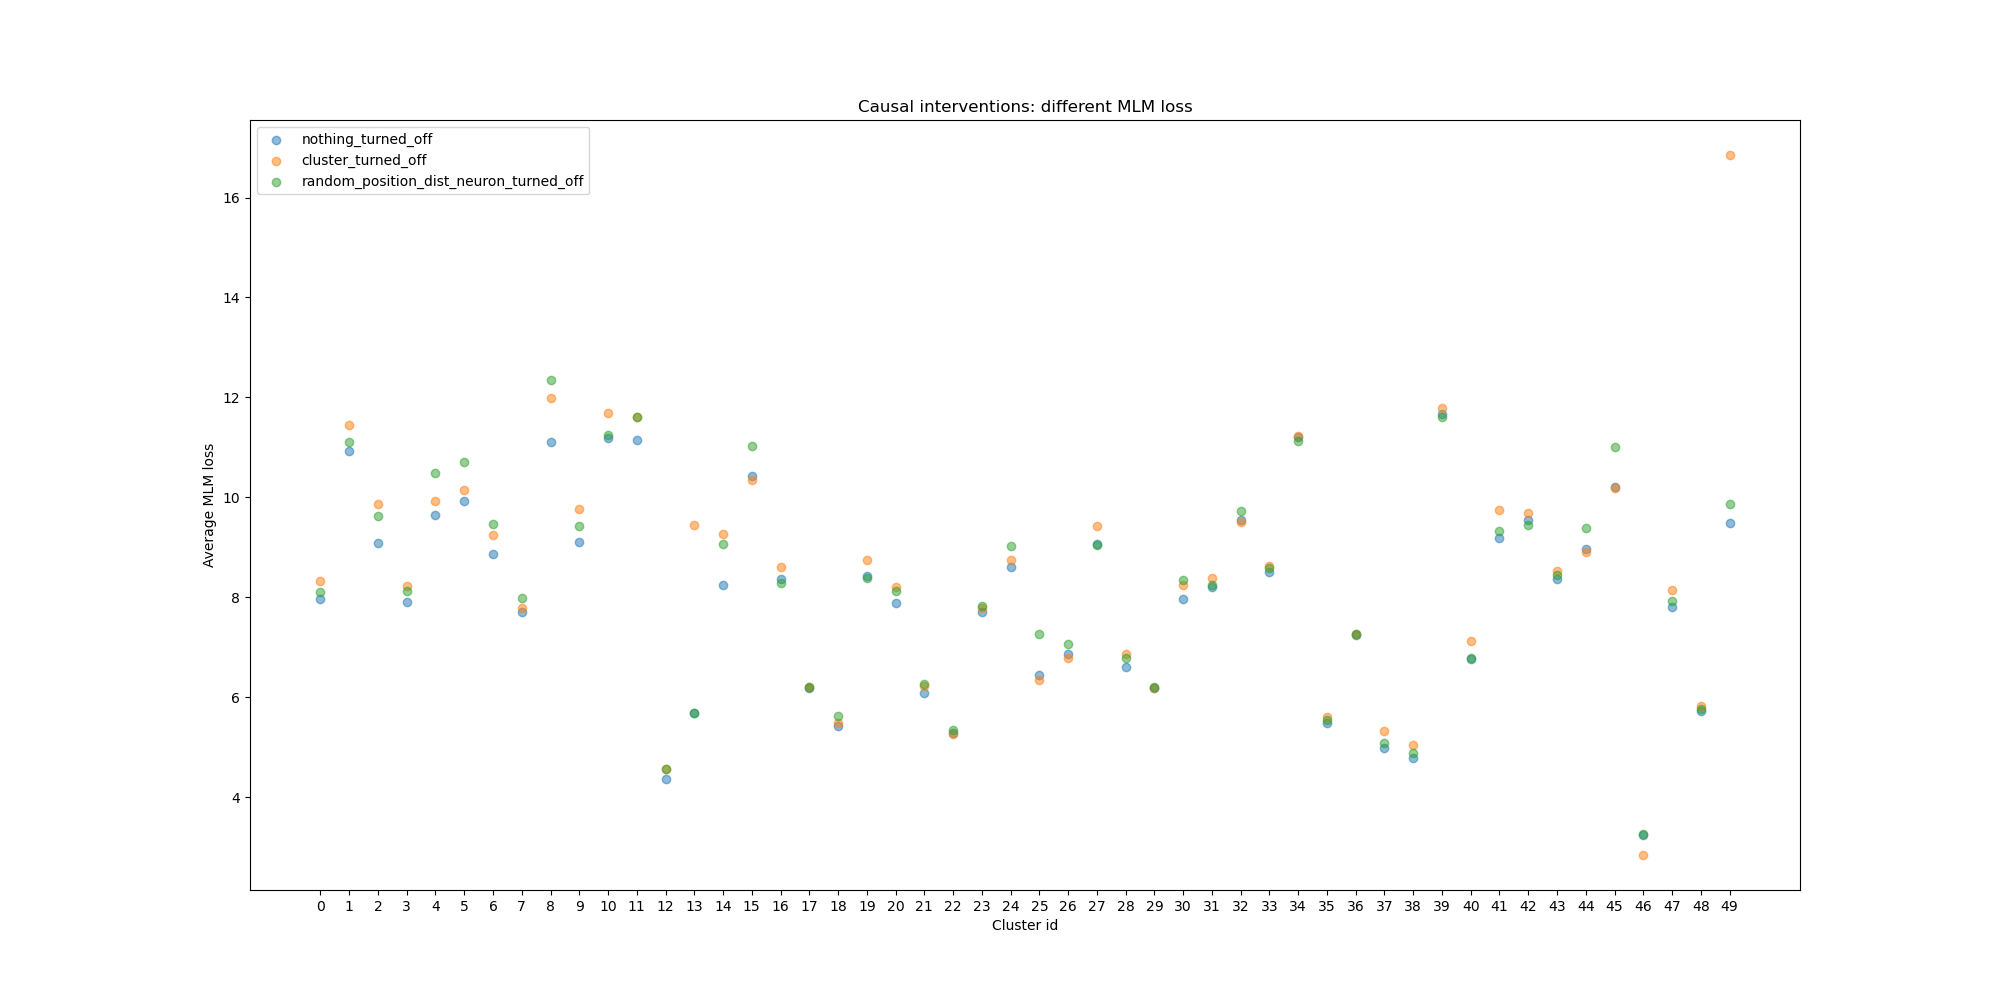 Causal interventions: different MLM loss
nothing_turned_off
cluster_turned_off
random_position_dist_neuron_turned_off
Average MLM loss
16
14
12
10
8
6
4
0 1 2 3 4 5 6 7 8 9 10 11 12 13 14 15 16 17 18 19 20 21 22 23 24 25 26 27 28 29 30 31 32 33 34 35 36 37 38 39 40 41 42 43 44 45 46 47 48 49
Cluster id